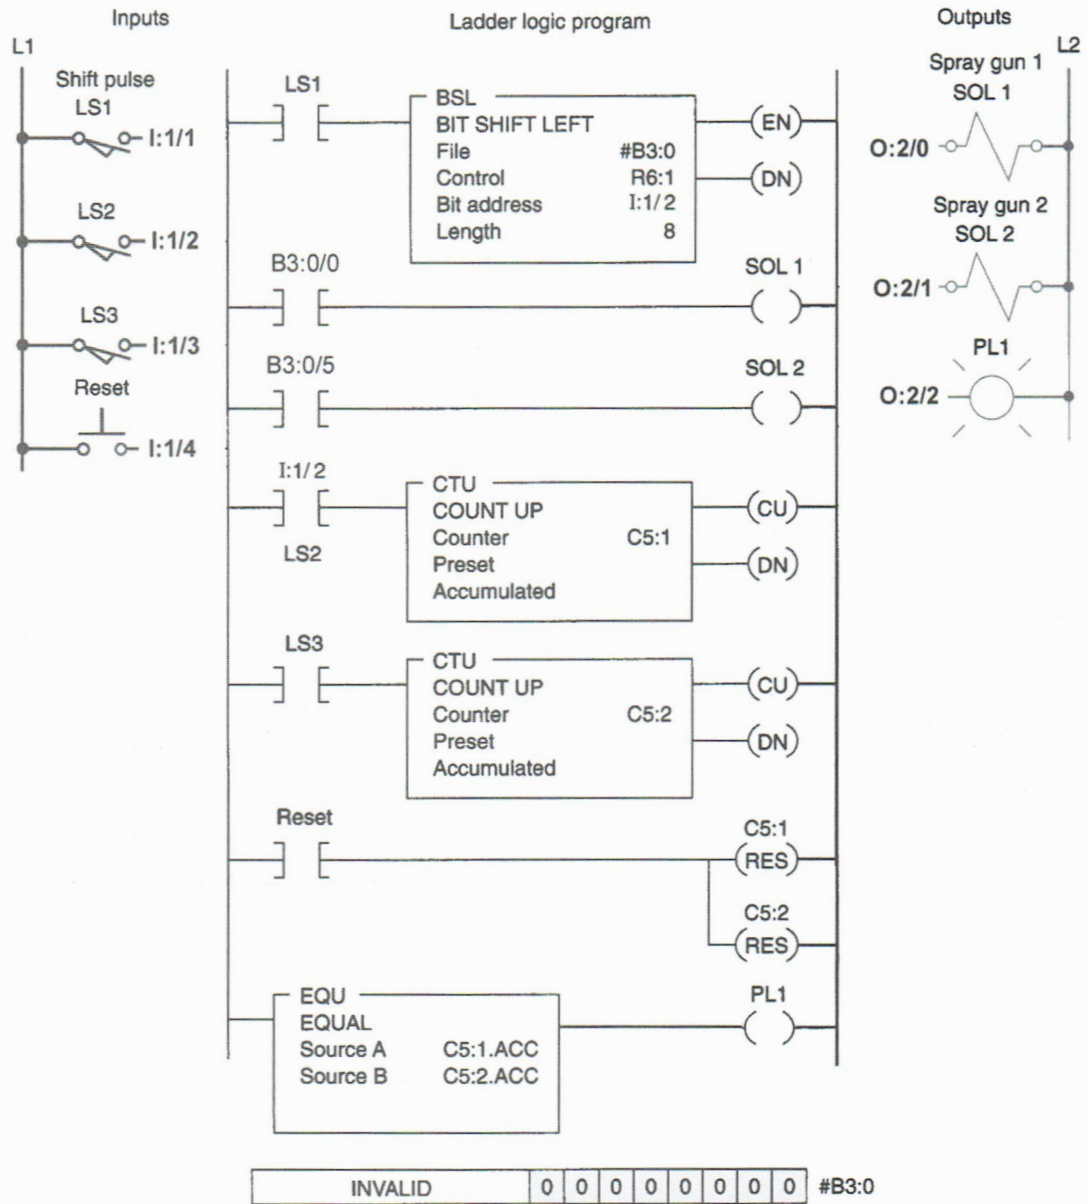 Inputs
Ladder logic program
Outputs
L1
L2
Shift pulse
LS1
I:1/1
LS2
I:1/2
LS3
I:1/3
Reset
I:1/4
LS1
BSL
BIT SHIFT LEFT
File #B3:0
Control R6:1
Bit address I:1/2
Length 8
EN
DN
B3:0/0
SOL 1
B3:0/5
SOL 2
I:1/2
LS2
CTU
COUNT UP
Counter C5:1
Preset
Accumulated
CU
DN
LS3
CTU
COUNT UP
Counter C5:2
Preset
Accumulated
CU
DN
Reset
C5:1
RES
C5:2
RES
EQU
EQUAL
Source A C5:1.ACC
Source B C5:2.ACC
PL1
Spray gun 1
SOL 1
O:2/0
Spray gun 2
SOL 2
O:2/1
PL1
O:2/2
INVALID 0 0 0 0 0 0 0 0 #B3:0